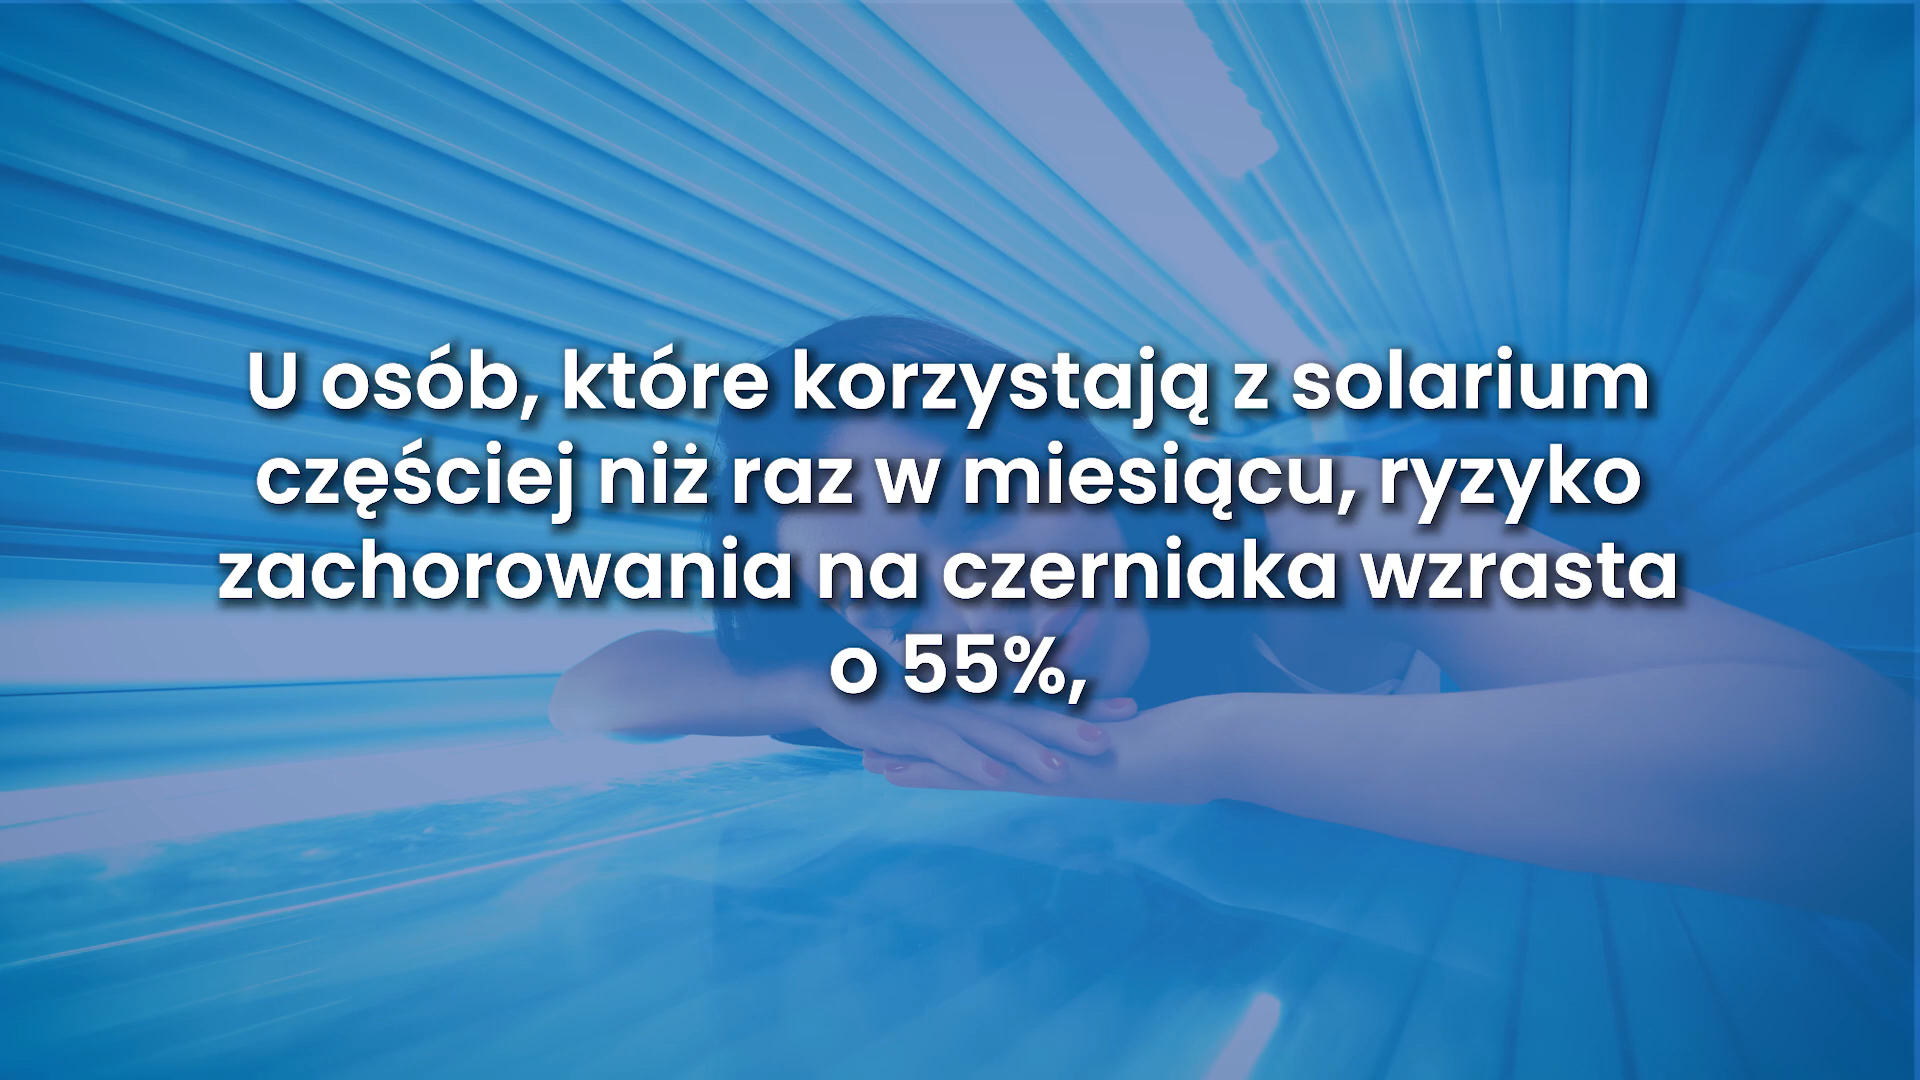 U osób, które korzystają z solarium
częściej niż raz w miesiącu, ryzyko
zachorowania na czerniaka wzrasta
o 55%,